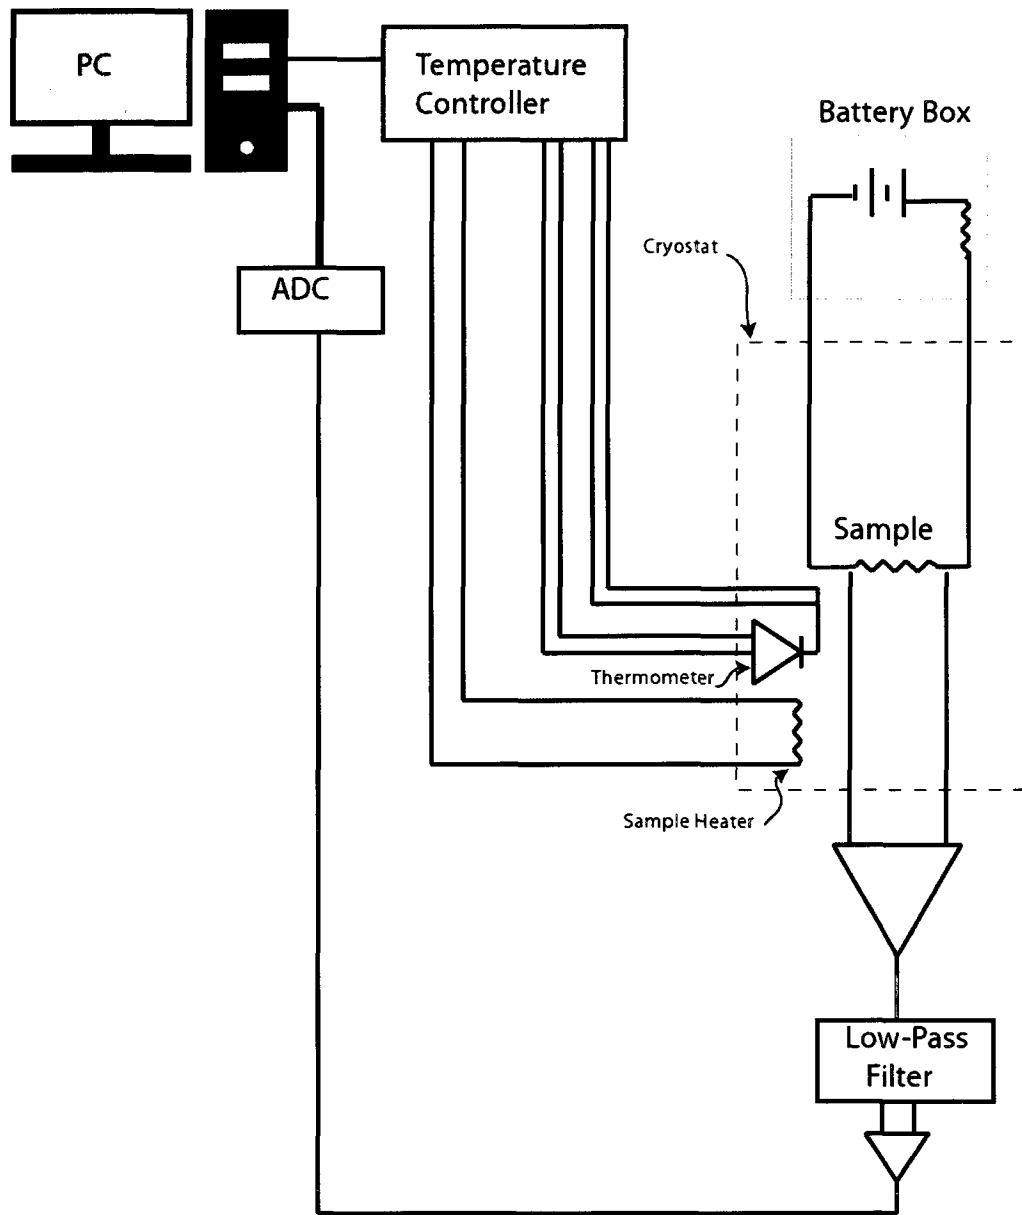 PC
Temperature
Controller
Battery Box
Cryostat
ADC
Sample
Thermometer
Sample Heater
Low-Pass
Filter